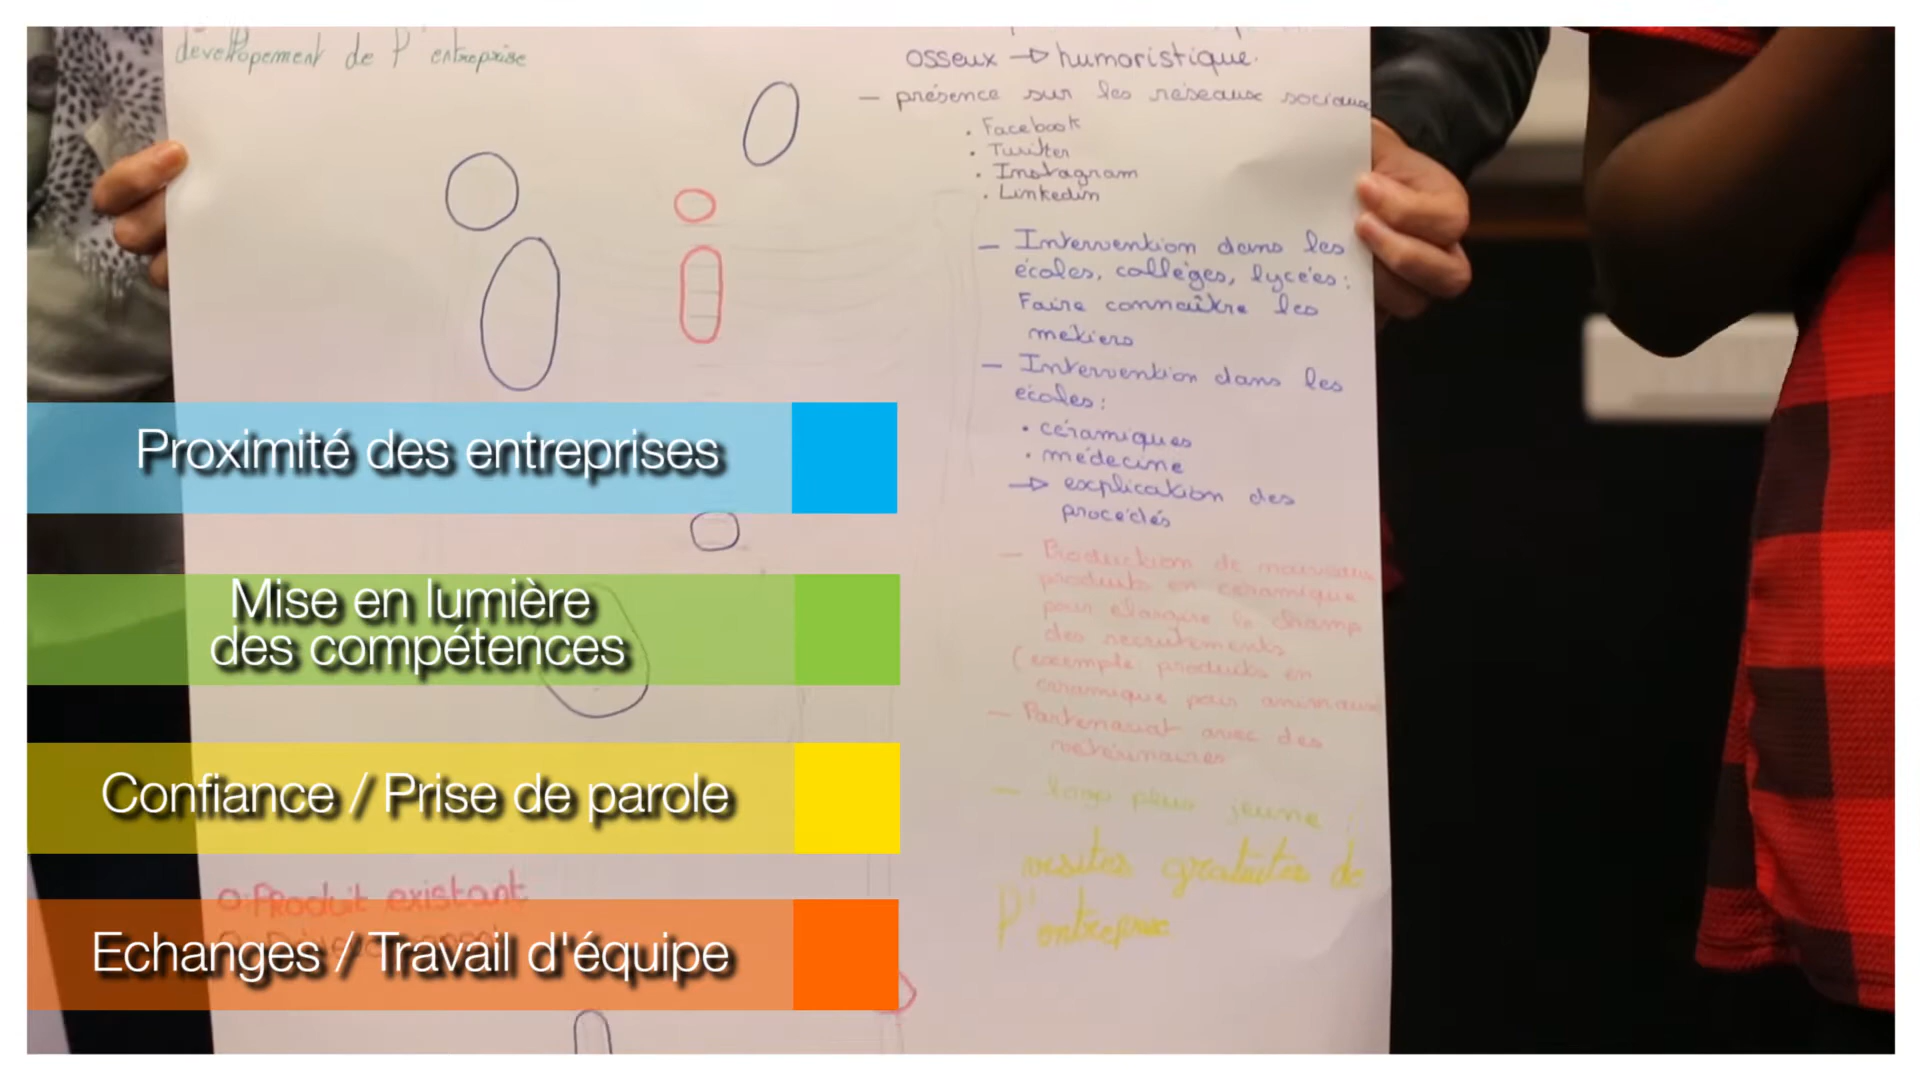 développement de l'entreprise
osseux → humoristique.
— présence sur les réseaux sociaux
. Facebook
. Twitter
. Instagram
. Linkedin
— Intervention dans les
écoles, collèges, lycées :
Faire connaître les
métiers
— Intervention dans les
écoles :
• céramiques
• médecine
→ explication des
procédés
— Production de nouveaux
produits en céramique
pour élargir le champ
des recrutements
(exemple produits en
céramique pour animaux)
— Partenariat avec des
vétérinaires
— logo plus jeune
visites gratuites de
l'entreprise
Proximité des entreprises
Mise en lumière
des compétences
Confiance / Prise de parole
o: Produit existant
Echanges / Travail d'équipe